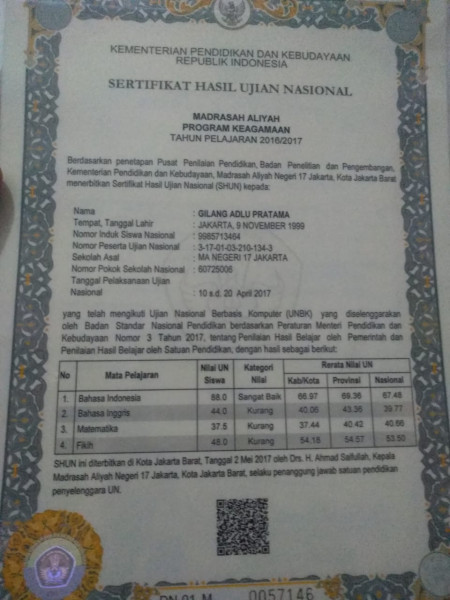 KEMENTERIAN PENDIDIKAN DAN KEBUDAYAAN
REPUBLIK INDONESIA
SERTIFIKAT HASIL UJIAN NASIONAL
MADRASAH ALIYAH
PROGRAM KEAGAMAAN
TAHUN PELAJARAN 2016/2017
Berdasarkan penetapan Pusat Penilaian Pendidikan, Badan Penelitian dan Pengembangan,
Kementerian Pendidikan dan Kebudayaan, Madrasah Aliyah Negeri 17 Jakarta, Kota Jakarta Barat
menerbitkan Sertifikat Hasil Ujian Nasional (SHUN) kepada:
Nama : GILANG ADLU PRATAMA
Tempat, Tanggal Lahir : JAKARTA, 9 NOVEMBER 1999
Nomor Induk Siswa Nasional : 9985713464
Nomor Peserta Ujian Nasional : 3-17-01-03-210-134-3
Sekolah Asal : MA NEGERI 17 JAKARTA
Nomor Pokok Sekolah Nasional : 60725006
Tanggal Pelaksanaan Ujian
Nasional : 10 s.d. 20 April 2017
yang telah mengikuti Ujian Nasional Berbasis Komputer (UNBK) yang diselenggarakan
oleh Badan Standar Nasional Pendidikan berdasarkan Peraturan Menteri Pendidikan dan
Kebudayaan Nomor 3 Tahun 2017, tentang Penilaian Hasil Belajar oleh Pemerintah dan
Penilaian Hasil Belajar oleh Satuan Pendidikan, dengan hasil sebagai berikut:
No Mata Pelajaran Nilai UN Siswa Kategori Nilai Rerata Nilai UN
Kab/Kota Provinsi Nasional
1. Bahasa Indonesia 88.0 Sangat Baik 66.97 69.36 67.48
2. Bahasa Inggris 44.0 Kurang 40.06 43.36 39.77
3. Matematika 37.5 Kurang 37.44 40.42 40.66
4. Fikih 48.0 Kurang 54.18 54.57 53.50
SHUN ini diterbitkan di Kota Jakarta Barat, Tanggal 2 Mei 2017 oleh Drs. H. Ahmad Saifullah, Kepala
Madrasah Aliyah Negeri 17 Jakarta, Kota Jakarta Barat, selaku penanggung jawab satuan pendidikan
penyelenggara UN.
DN-01 M 0057146